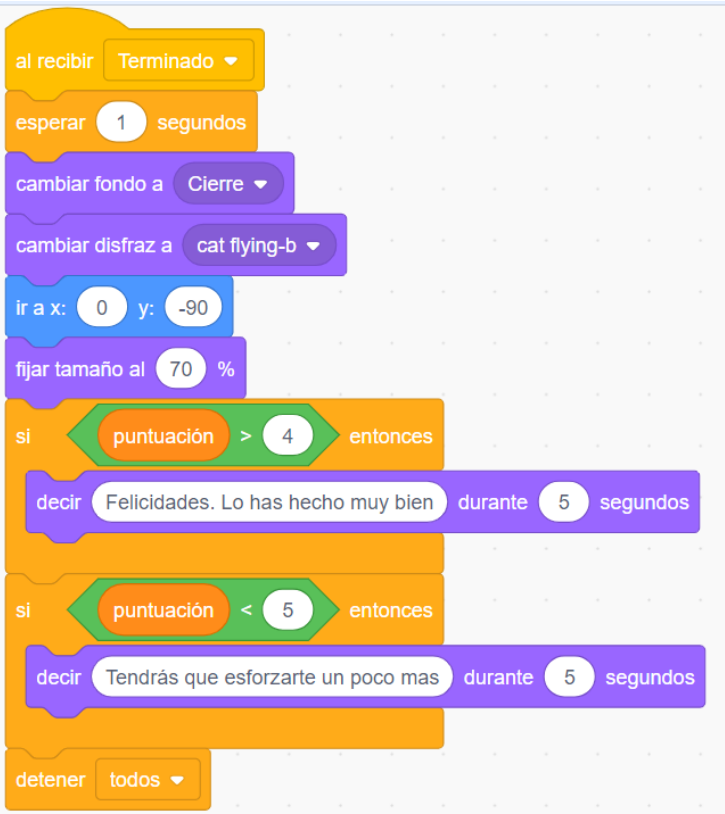 al recibir Terminado
esperar 1 segundos
cambiar fondo a Cierre
cambiar disfraz a cat flying-b
ir a x: 0 y: -90
fijar tamaño al 70 %
si puntuación > 4 entonces
decir Felicidades. Lo has hecho muy bien durante 5 segundos
si puntuación < 5 entonces
decir Tendrás que esforzarte un poco mas durante 5 segundos
detener todos